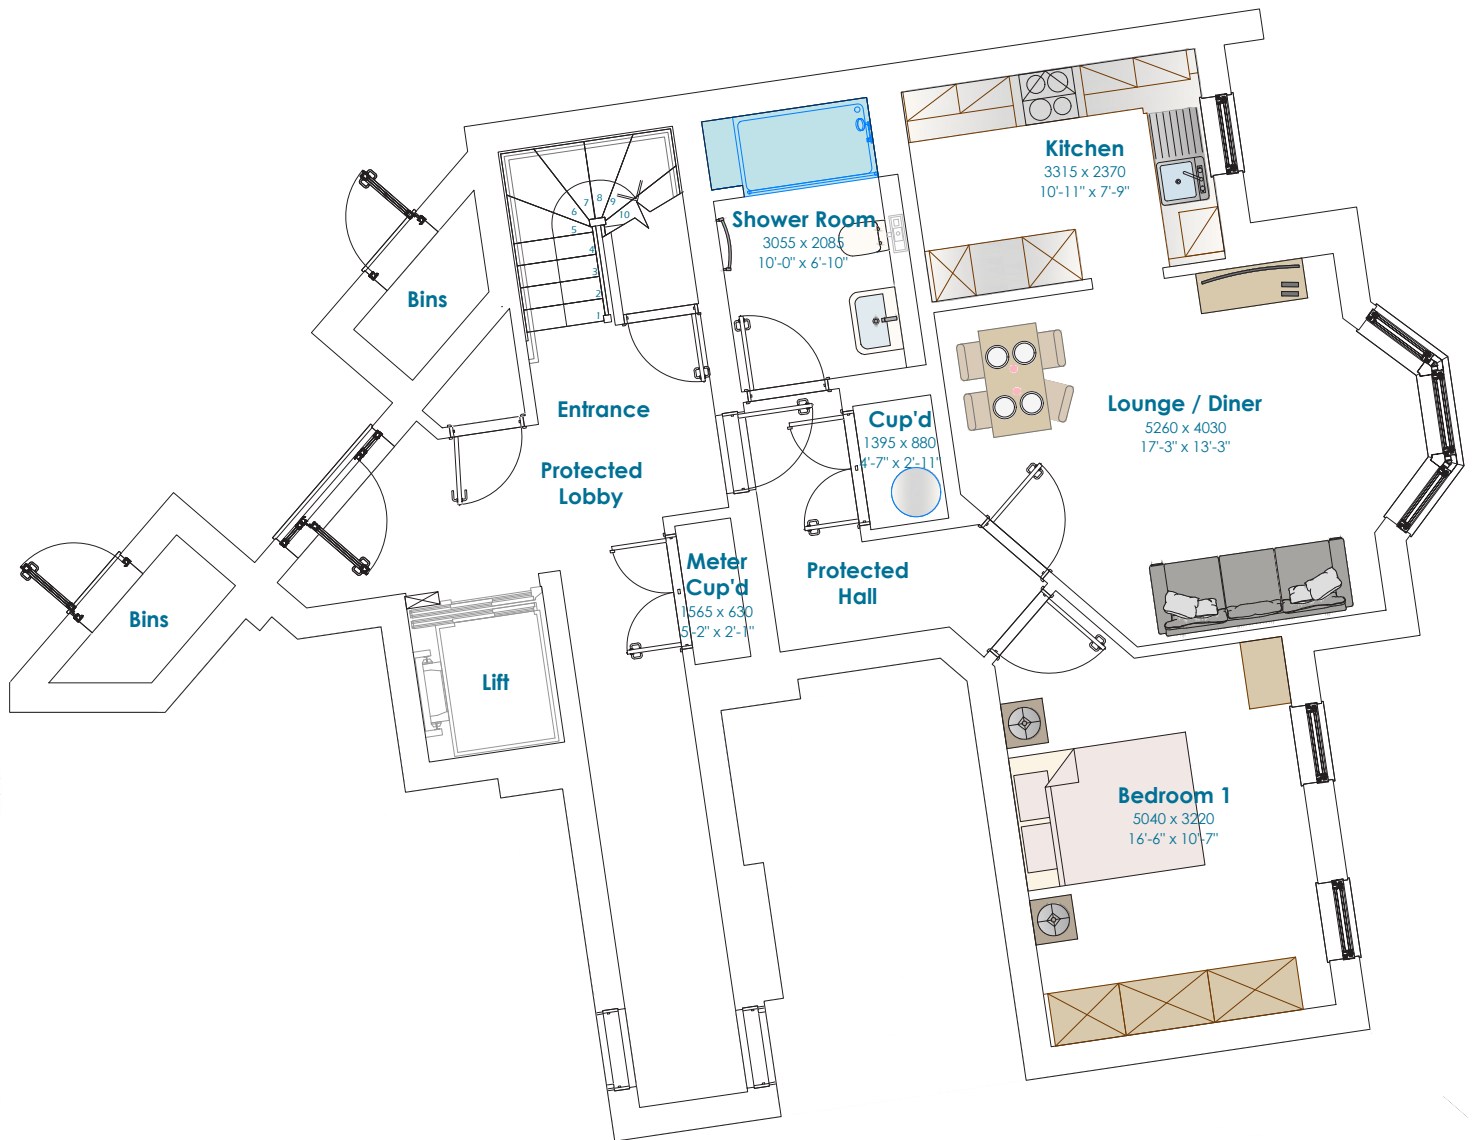 Kitchen
3315 x 2370
10'-11" x 7'-9"
Shower Room
3055 x 2085
10'-0" x 6'-10"
10
9
8
7
6
5
4
3
2
1
Bins
Entrance
Protected
Lobby
Cup'd
1395 x 880
4'-7" x 2'-11"
Lounge / Diner
5260 x 4030
17'-3" x 13'-3"
Meter
Cup'd
1565 x 630
5'-2" x 2'-1"
Protected
Hall
Bins
Lift
Bedroom 1
5040 x 3220
16'-6" x 10'-7"